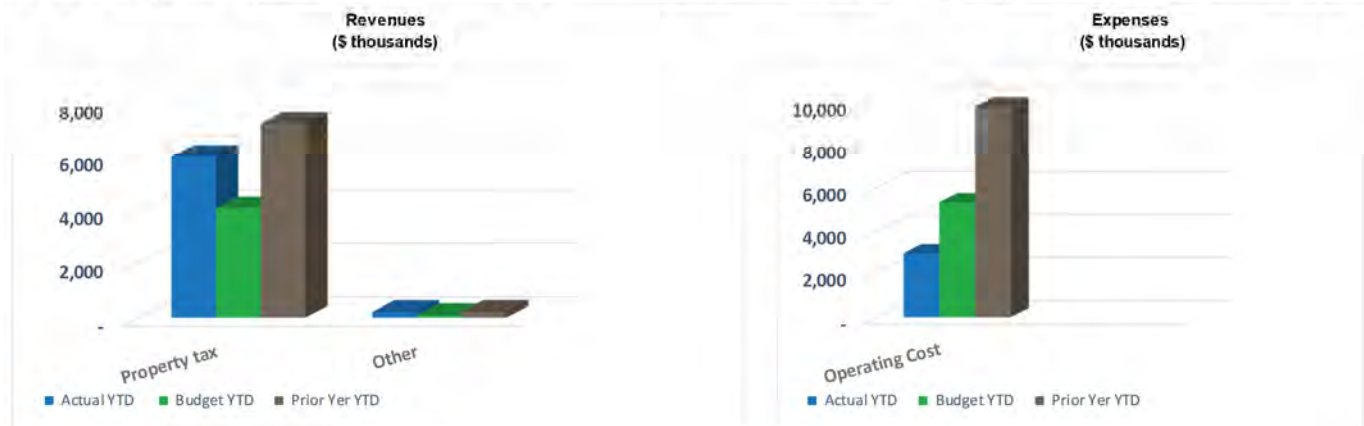 Revenues
($ thousands)
8,000
6,000
4,000
2,000
-
Property tax
Other
Actual YTD
Budget YTD
Prior Yer YTD
Expenses
($ thousands)
10,000
8,000
6,000
4,000
2,000
-
Operating Cost
Actual YTD
Budget YTD
Prior Yer YTD